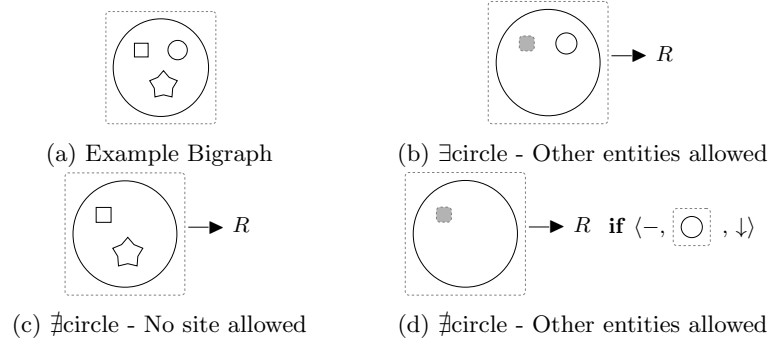 R
(a) Example Bigraph
(b) ∃circle - Other entities allowed
R
R if ⟨−, , ↓⟩
(c) ∄circle - No site allowed
(d) ∄circle - Other entities allowed